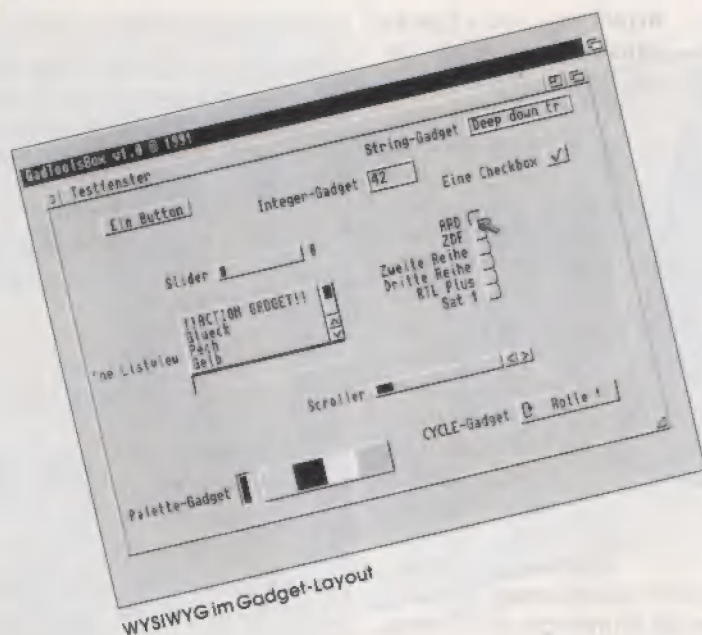 GadToolsBox v1.0 © 1991
Testfenster
String-Gadget Deep down tr
Ein Button
Integer-Gadget 42
Eine Checkbox
Slider 0
ARD
ZDF
Zweite Reihe
Dritte Reihe
RTL Plus
Sat 1
!!ACTION GADGET!!
Glueck
Pech
Gelb
ne Listview
Scroller
CYCLE-Gadget Rolle !
Palette-Gadget
WYSIWYG im Gadget-Layout